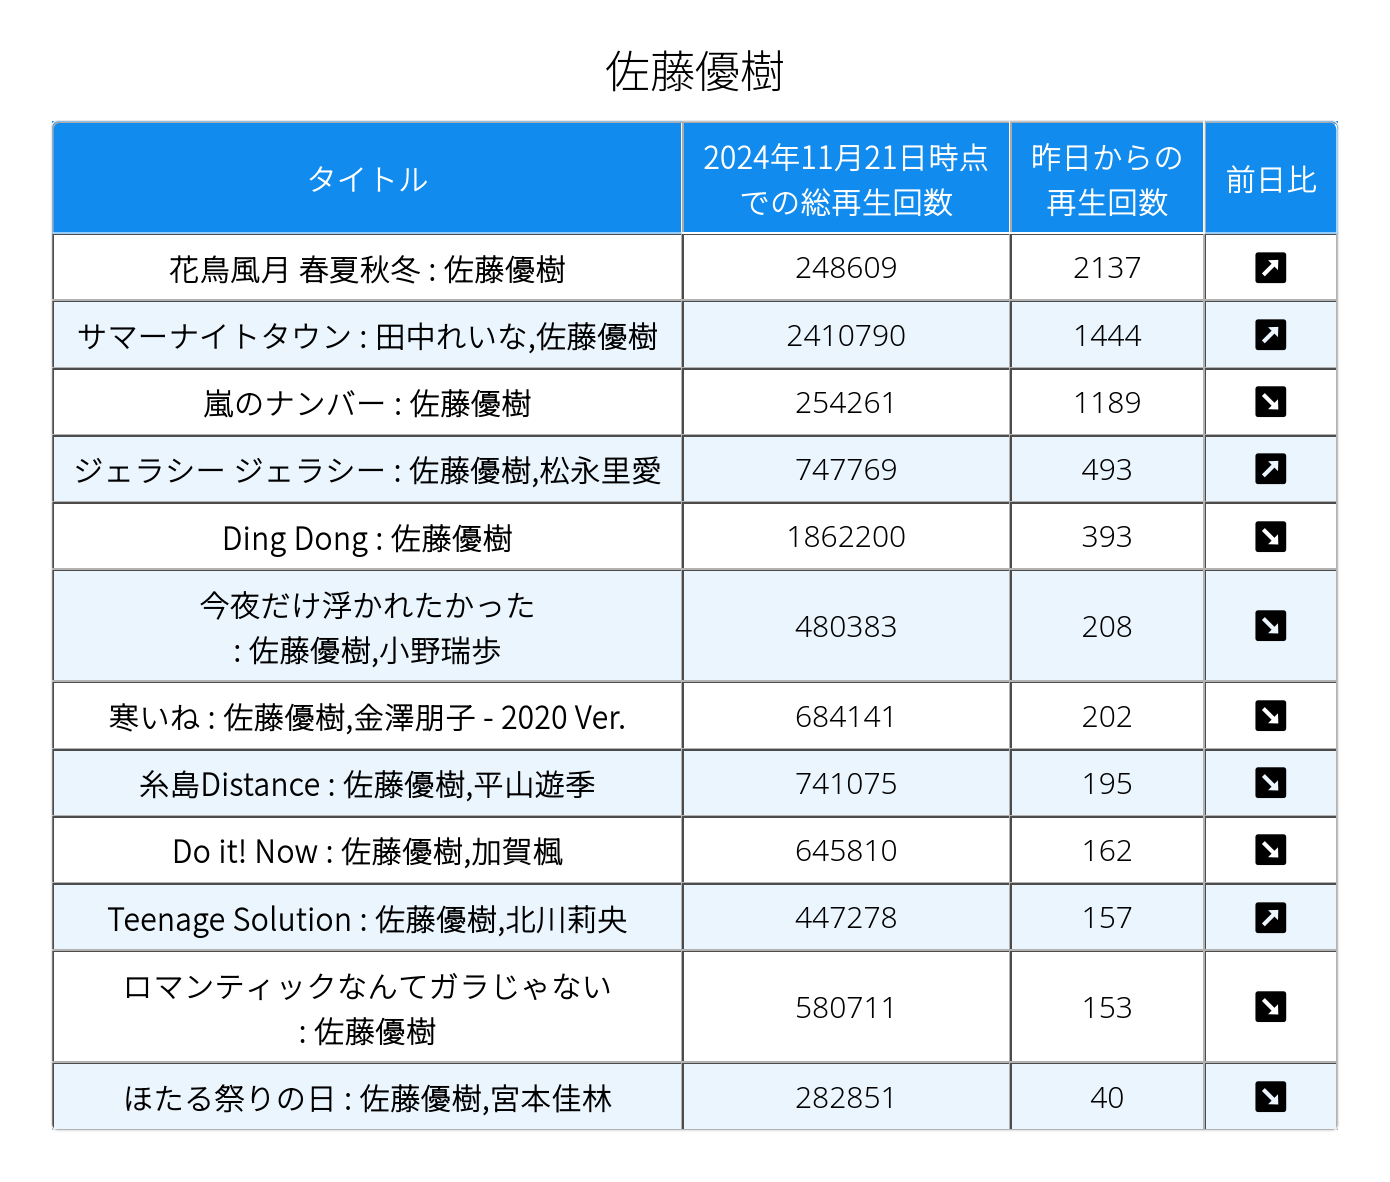 佐藤優樹
タイトル
2024年11月21日時点
での総再生回数
昨日からの
再生回数
前日比
花鳥風月 春夏秋冬 : 佐藤優樹
248609
2137
サマーナイトタウン : 田中れいな,佐藤優樹
2410790
1444
嵐のナンバー : 佐藤優樹
254261
1189
ジェラシー ジェラシー : 佐藤優樹,松永里愛
747769
493
Ding Dong : 佐藤優樹
1862200
393
今夜だけ浮かれたかった
: 佐藤優樹,小野瑞歩
480383
208
寒いね : 佐藤優樹,金澤朋子 - 2020 Ver.
684141
202
糸島Distance : 佐藤優樹,平山遊季
741075
195
Do it! Now : 佐藤優樹,加賀楓
645810
162
Teenage Solution : 佐藤優樹,北川莉央
447278
157
ロマンティックなんてガラじゃない
: 佐藤優樹
580711
153
ほたる祭りの日 : 佐藤優樹,宮本佳林
282851
40